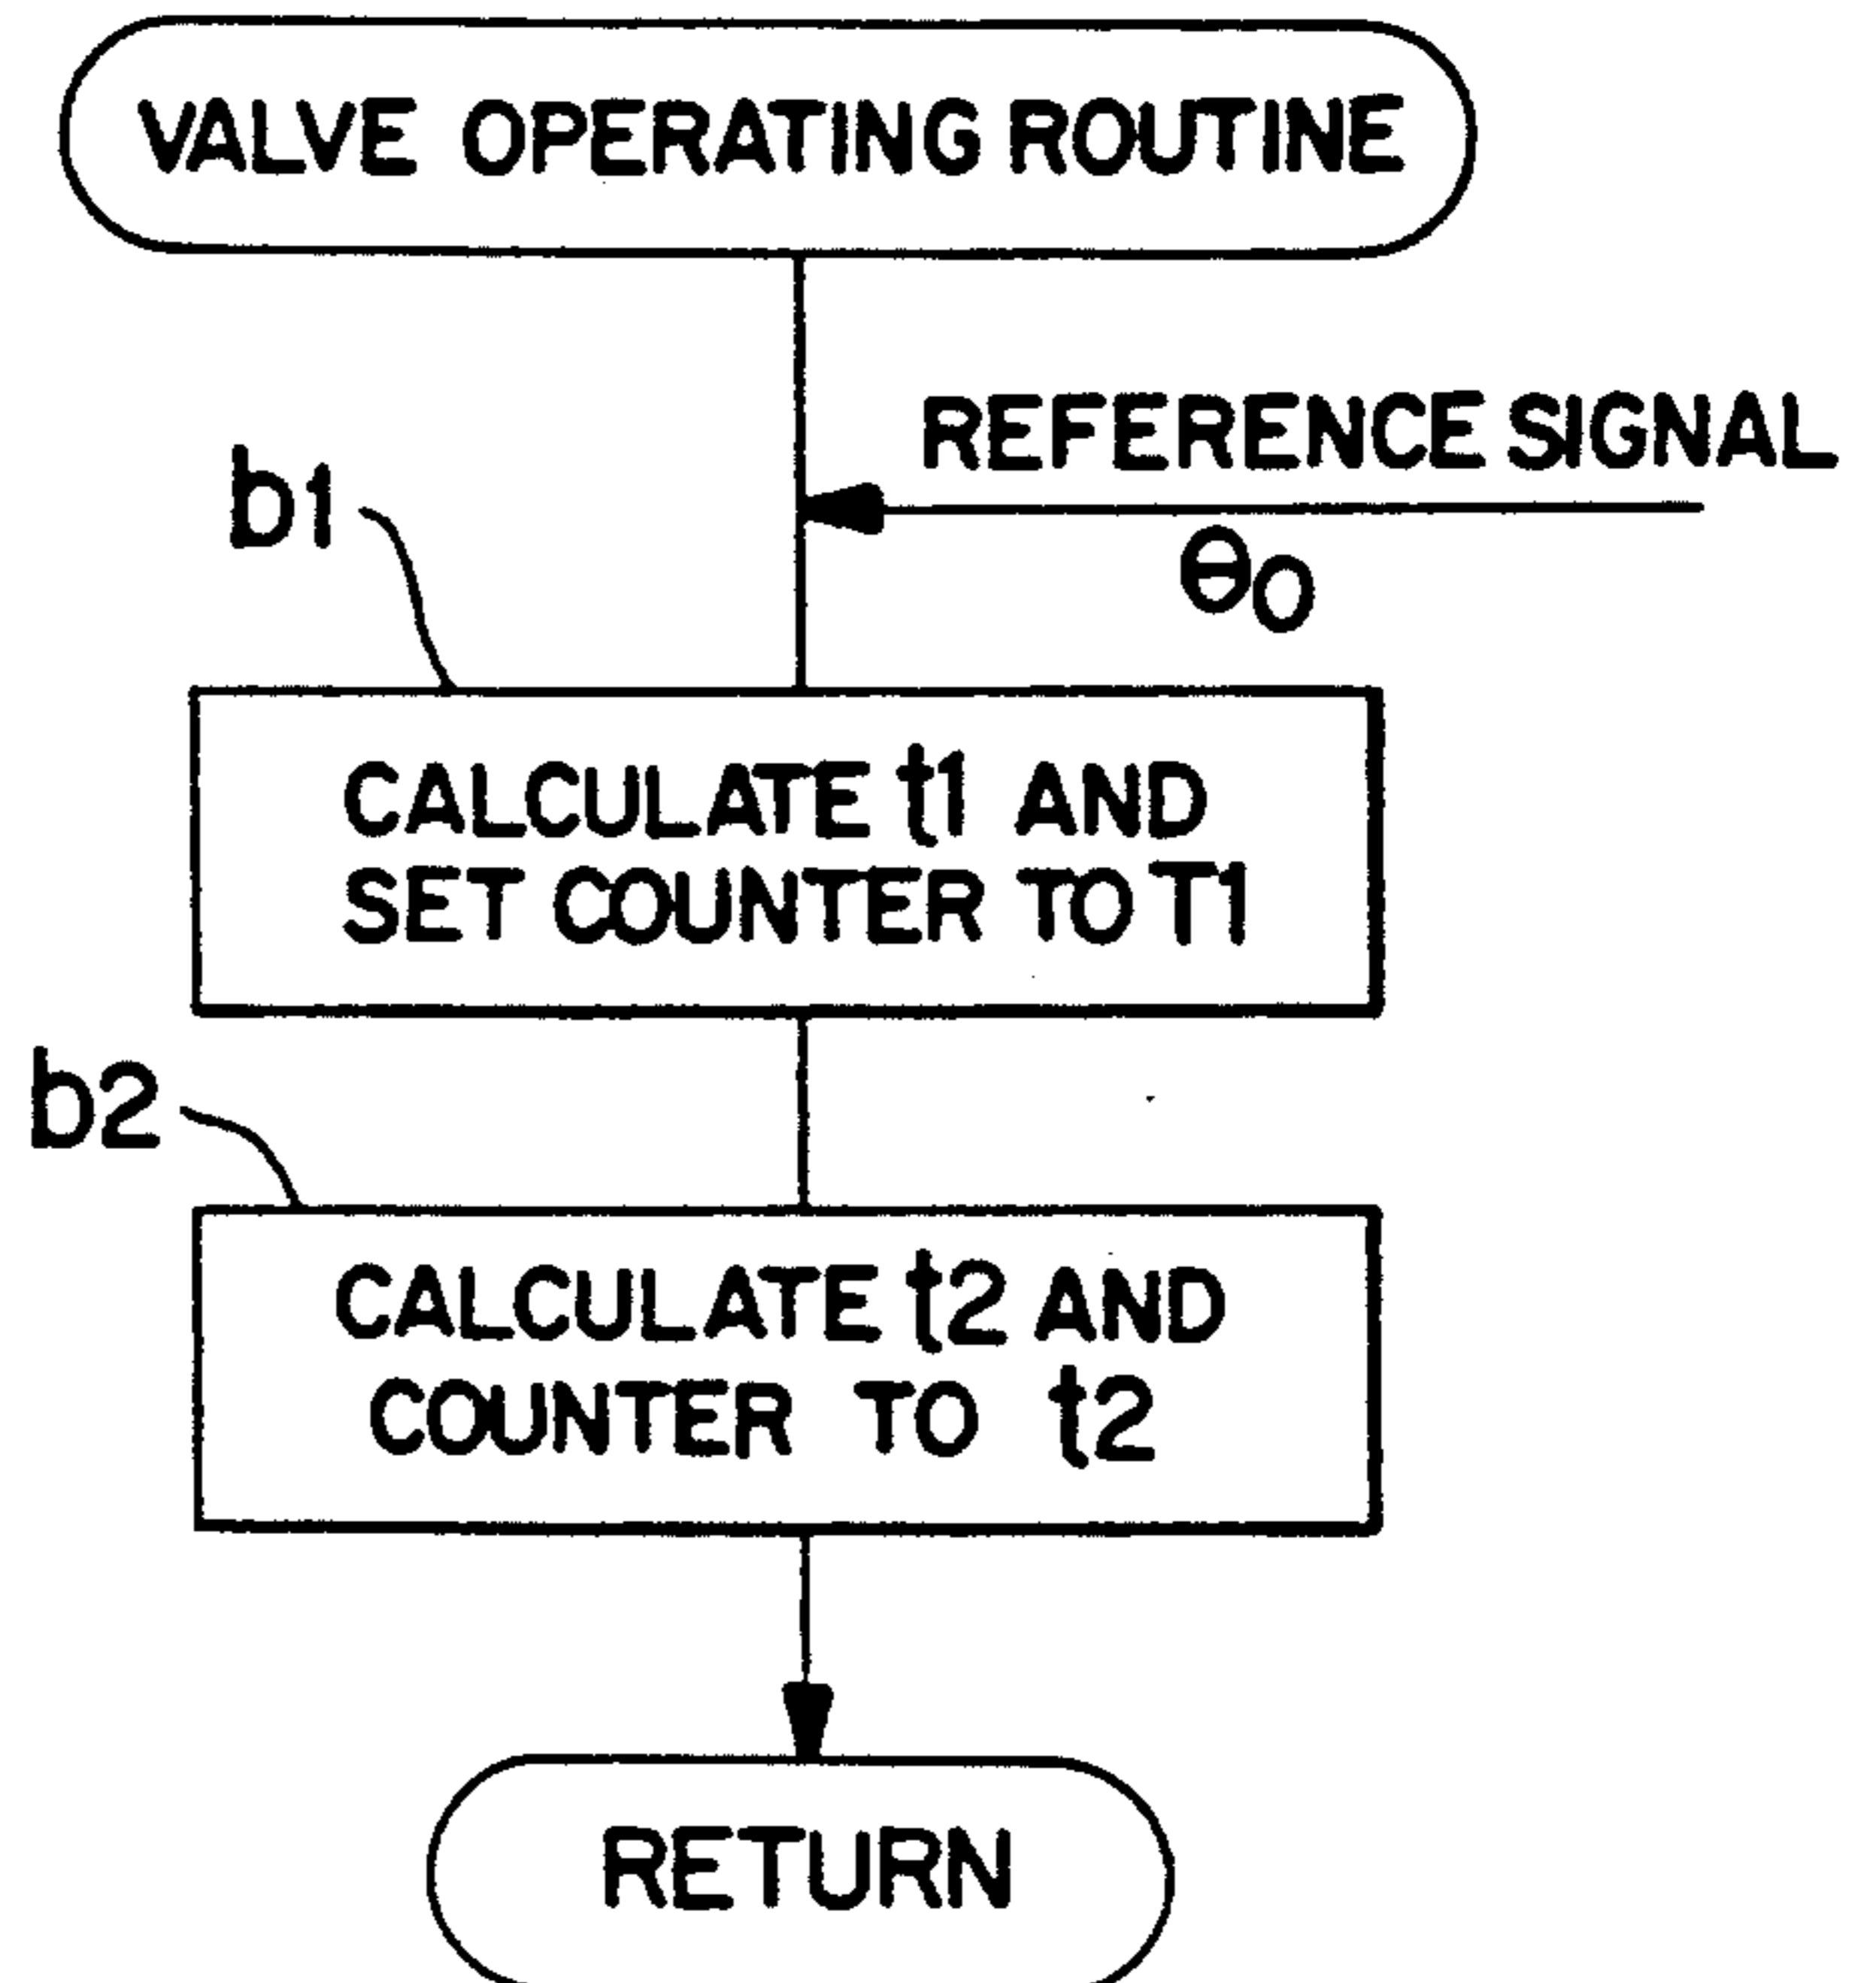 VALVE OPERATING ROUTINE
REFERENCE SIGNAL
θ0
b1
CALCULATE t1 AND
SET COUNTER TO T1
b2
CALCULATE t2 AND
COUNTER TO t2
RETURN